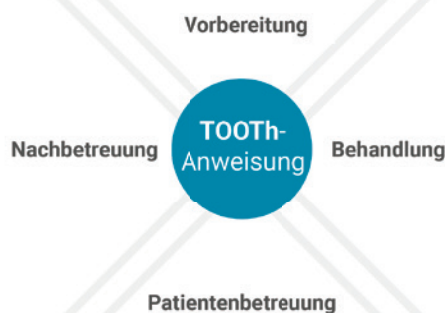 Vorbereitung
Nachbetreuung
TOOTh-
Anweisung
Behandlung
Patientenbetreuung